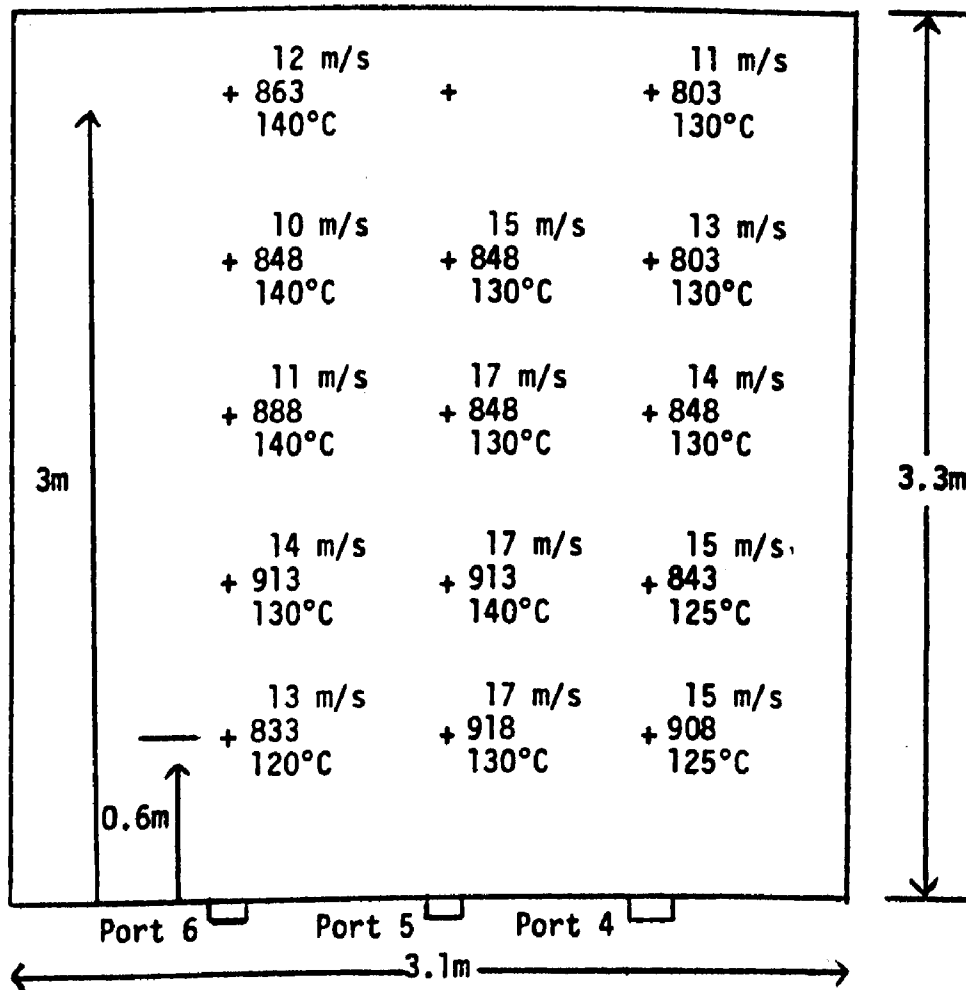 12 m/s 11 m/s
+ 863 + + 803
140°C 130°C
10 m/s 15 m/s 13 m/s
+ 848 + 848 + 803
140°C 130°C 130°C
11 m/s 17 m/s 14 m/s
+ 888 + 848 + 848
140°C 130°C 130°C
3m 3.3m
14 m/s 17 m/s 15 m/s
+ 913 + 913 + 843
130°C 140°C 125°C
13 m/s 17 m/s 15 m/s
+ 833 + 918 + 908
120°C 130°C 125°C
0.6m
Port 6 Port 5 Port 4
3.1m